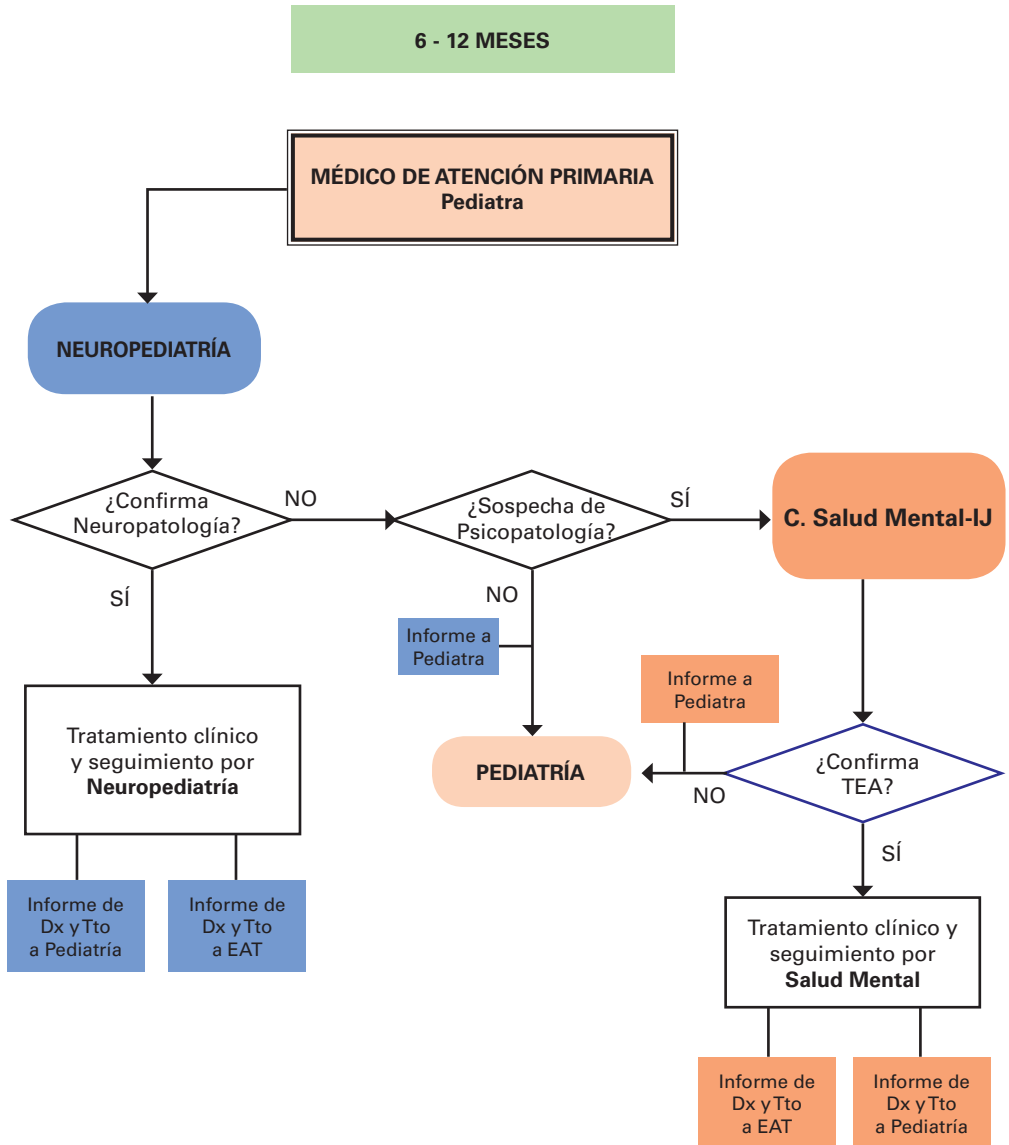 6 - 12 MESES
MÉDICO DE ATENCIÓN PRIMARIA
Pediatra
NEUROPEDIATRÍA
¿Confirma
Neuropatología?
NO
¿Sospecha de
Psicopatología?
SÍ
C. Salud Mental-IJ
SÍ
NO
Informe a
Pediatra
Informe a
Pediatra
Tratamiento clínico
y seguimiento por
Neuropediatría
PEDIATRÍA
¿Confirma
TEA?
NO
SÍ
Informe de
Dx y Tto
a Pediatría
Informe de
Dx y Tto
a EAT
Tratamiento clínico y
seguimiento por
Salud Mental
Informe de
Dx y Tto
a EAT
Informe de
Dx y Tto
a Pediatría